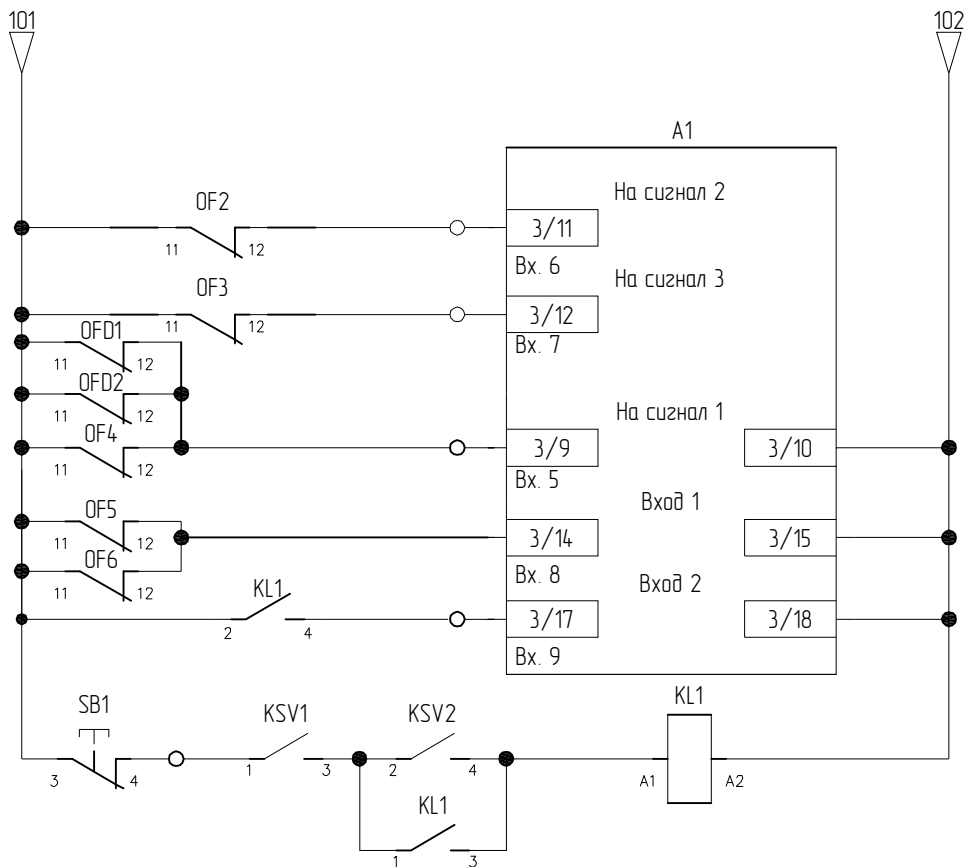 101
102
A1
OF2
На сигнал 2
11
12
3/11
Вх. 6
OF3
На сигнал 3
11
12
3/12
OFD1
Вх. 7
11
12
OFD2
11
12
OF4
На сигнал 1
11
12
3/9
3/10
Вх. 5
OF5
Вход 1
11
12
3/14
3/15
OF6
Вх. 8
11
12
KL1
Вход 2
2
4
3/17
3/18
Вх. 9
SB1
KSV1
KSV2
KL1
3
4
1
3
2
4
A1
A2
KL1
1
3